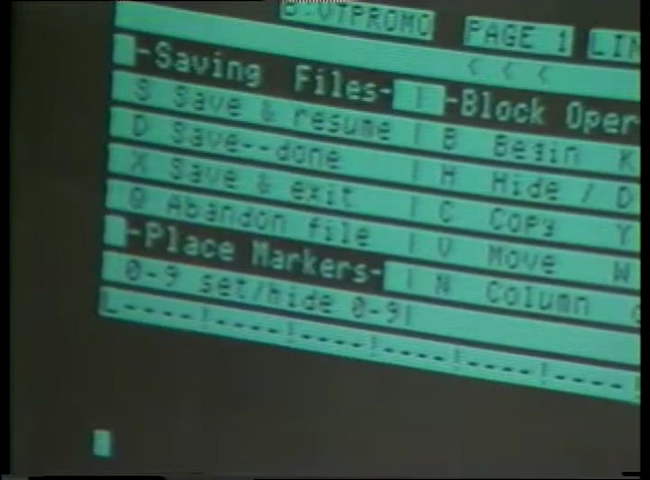 B:VTPROMO PAGE 1 LIN
< < <
-Saving Files- | -Block Oper
S Save & resume | B Begin K
D Save--done | H Hide / D
X Save & exit | C Copy Y
Q Abandon file | V Move W
-Place Markers- | N Column
0-9 set/hide 0-9|
L----!----!----!----!----!----!